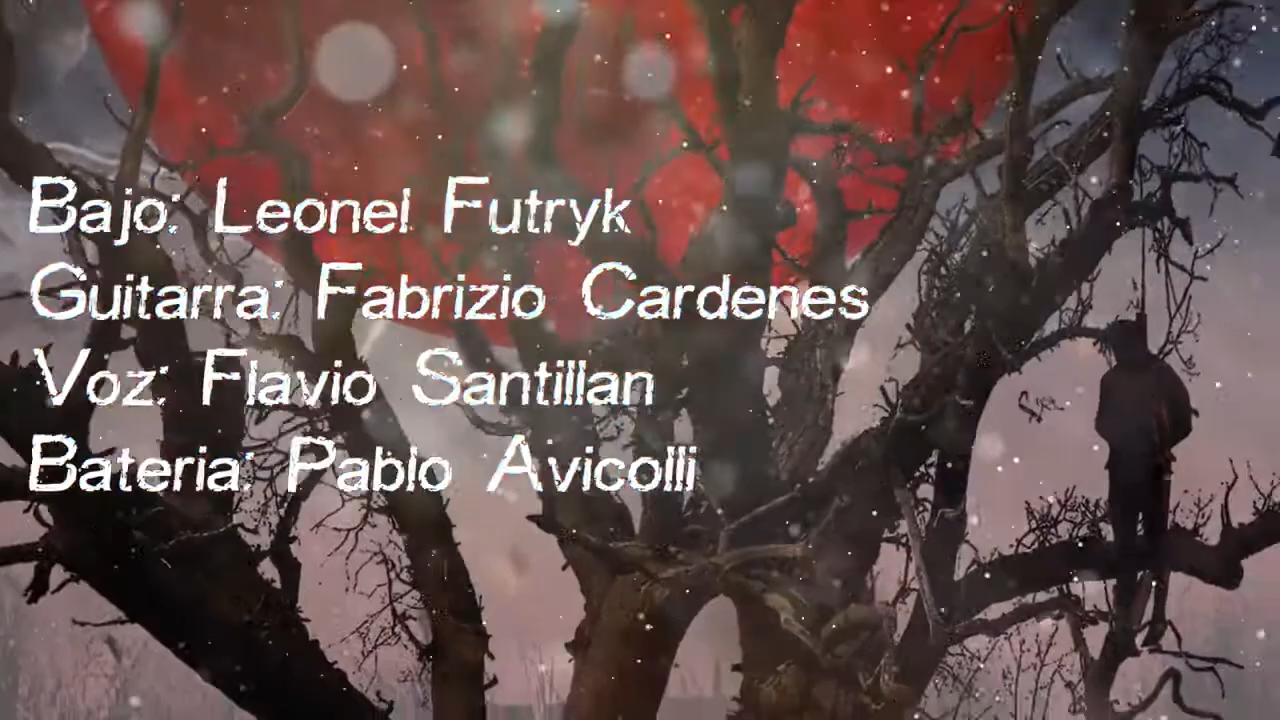 Bajo: Leonel Futryk
Guitarra: Fabrizio Cardenes
Voz: Flavio Santillan
Bateria: Pablo Avicolli